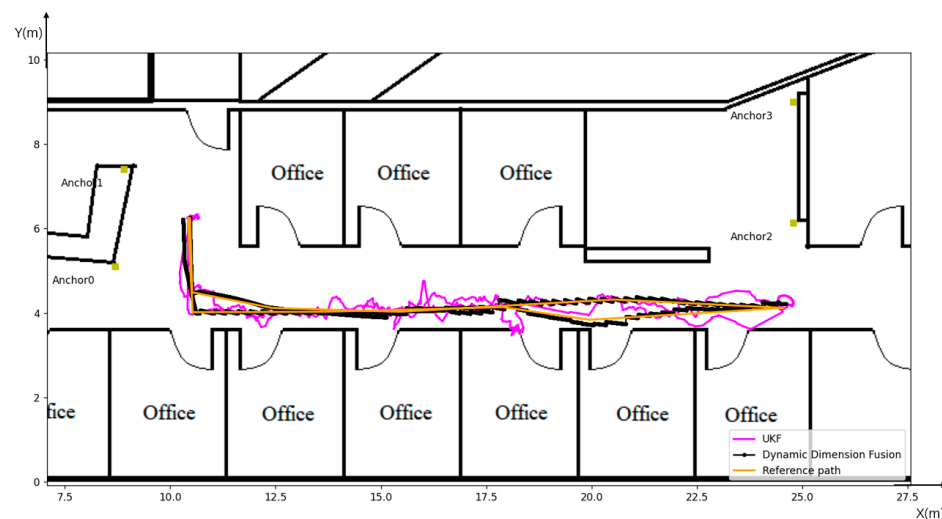 Y(m)
10
8
6
4
2
0
Anchor3
Office Office Office
Anchor1
Anchor2
Anchor0
fice Office Office Office Office Office Office
UKF
Dynamic Dimension Fusion
Reference path
7.5 10.0 12.5 15.0 17.5 20.0 22.5 25.0 27.5
X(m)